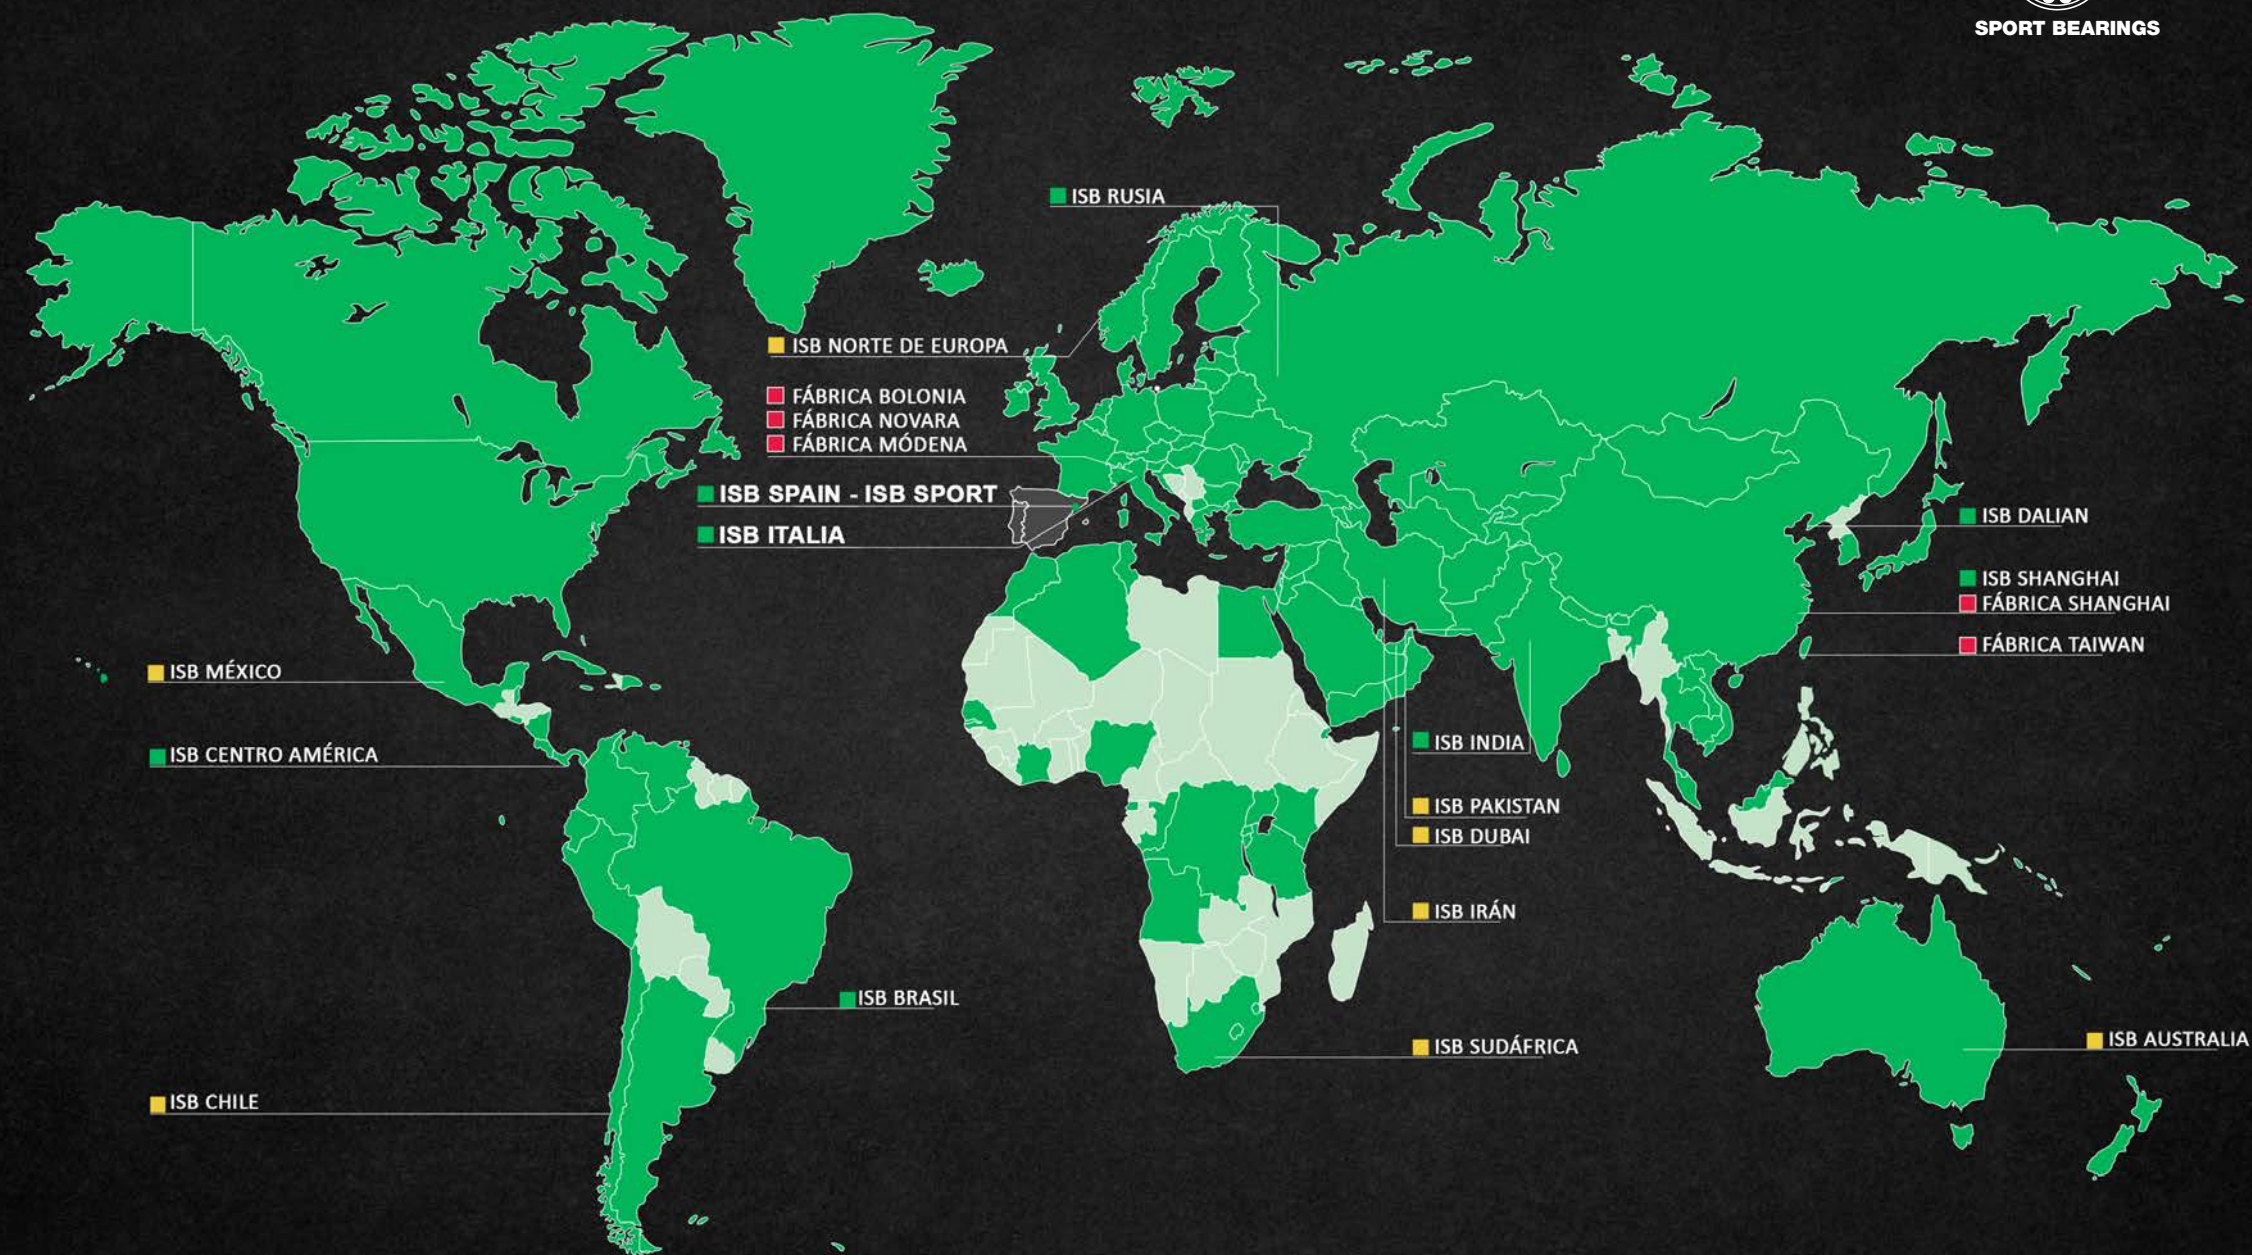 SPORT BEARINGS
ISB RUSIA
ISB NORTE DE EUROPA
FÁBRICA BOLONIA
FÁBRICA NOVARA
FÁBRICA MÓDENA
ISB SPAIN - ISB SPORT
ISB ITALIA
ISB DALIAN
ISB SHANGHAI
FÁBRICA SHANGHAI
FÁBRICA TAIWAN
ISB MÉXICO
ISB CENTRO AMÉRICA
ISB INDIA
ISB PAKISTAN
ISB DUBAI
ISB IRÁN
ISB BRASIL
ISB SUDÁFRICA
ISB AUSTRALIA
ISB CHILE